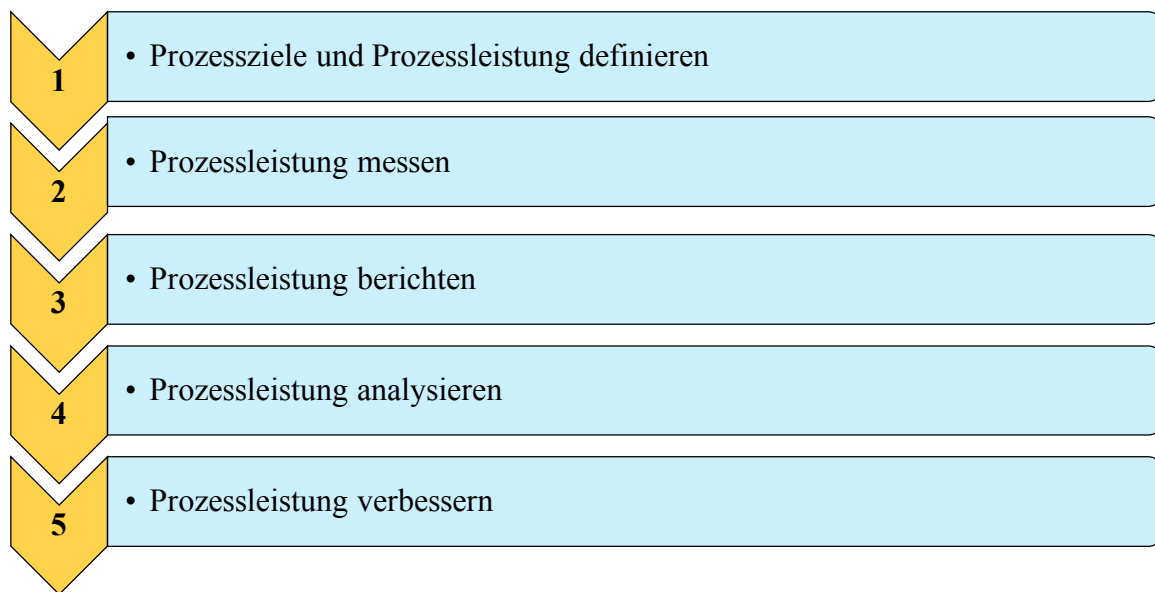 1
• Prozessziele und Prozessleistung definieren
2
• Prozessleistung messen
3
• Prozessleistung berichten
4
• Prozessleistung analysieren
5
• Prozessleistung verbessern